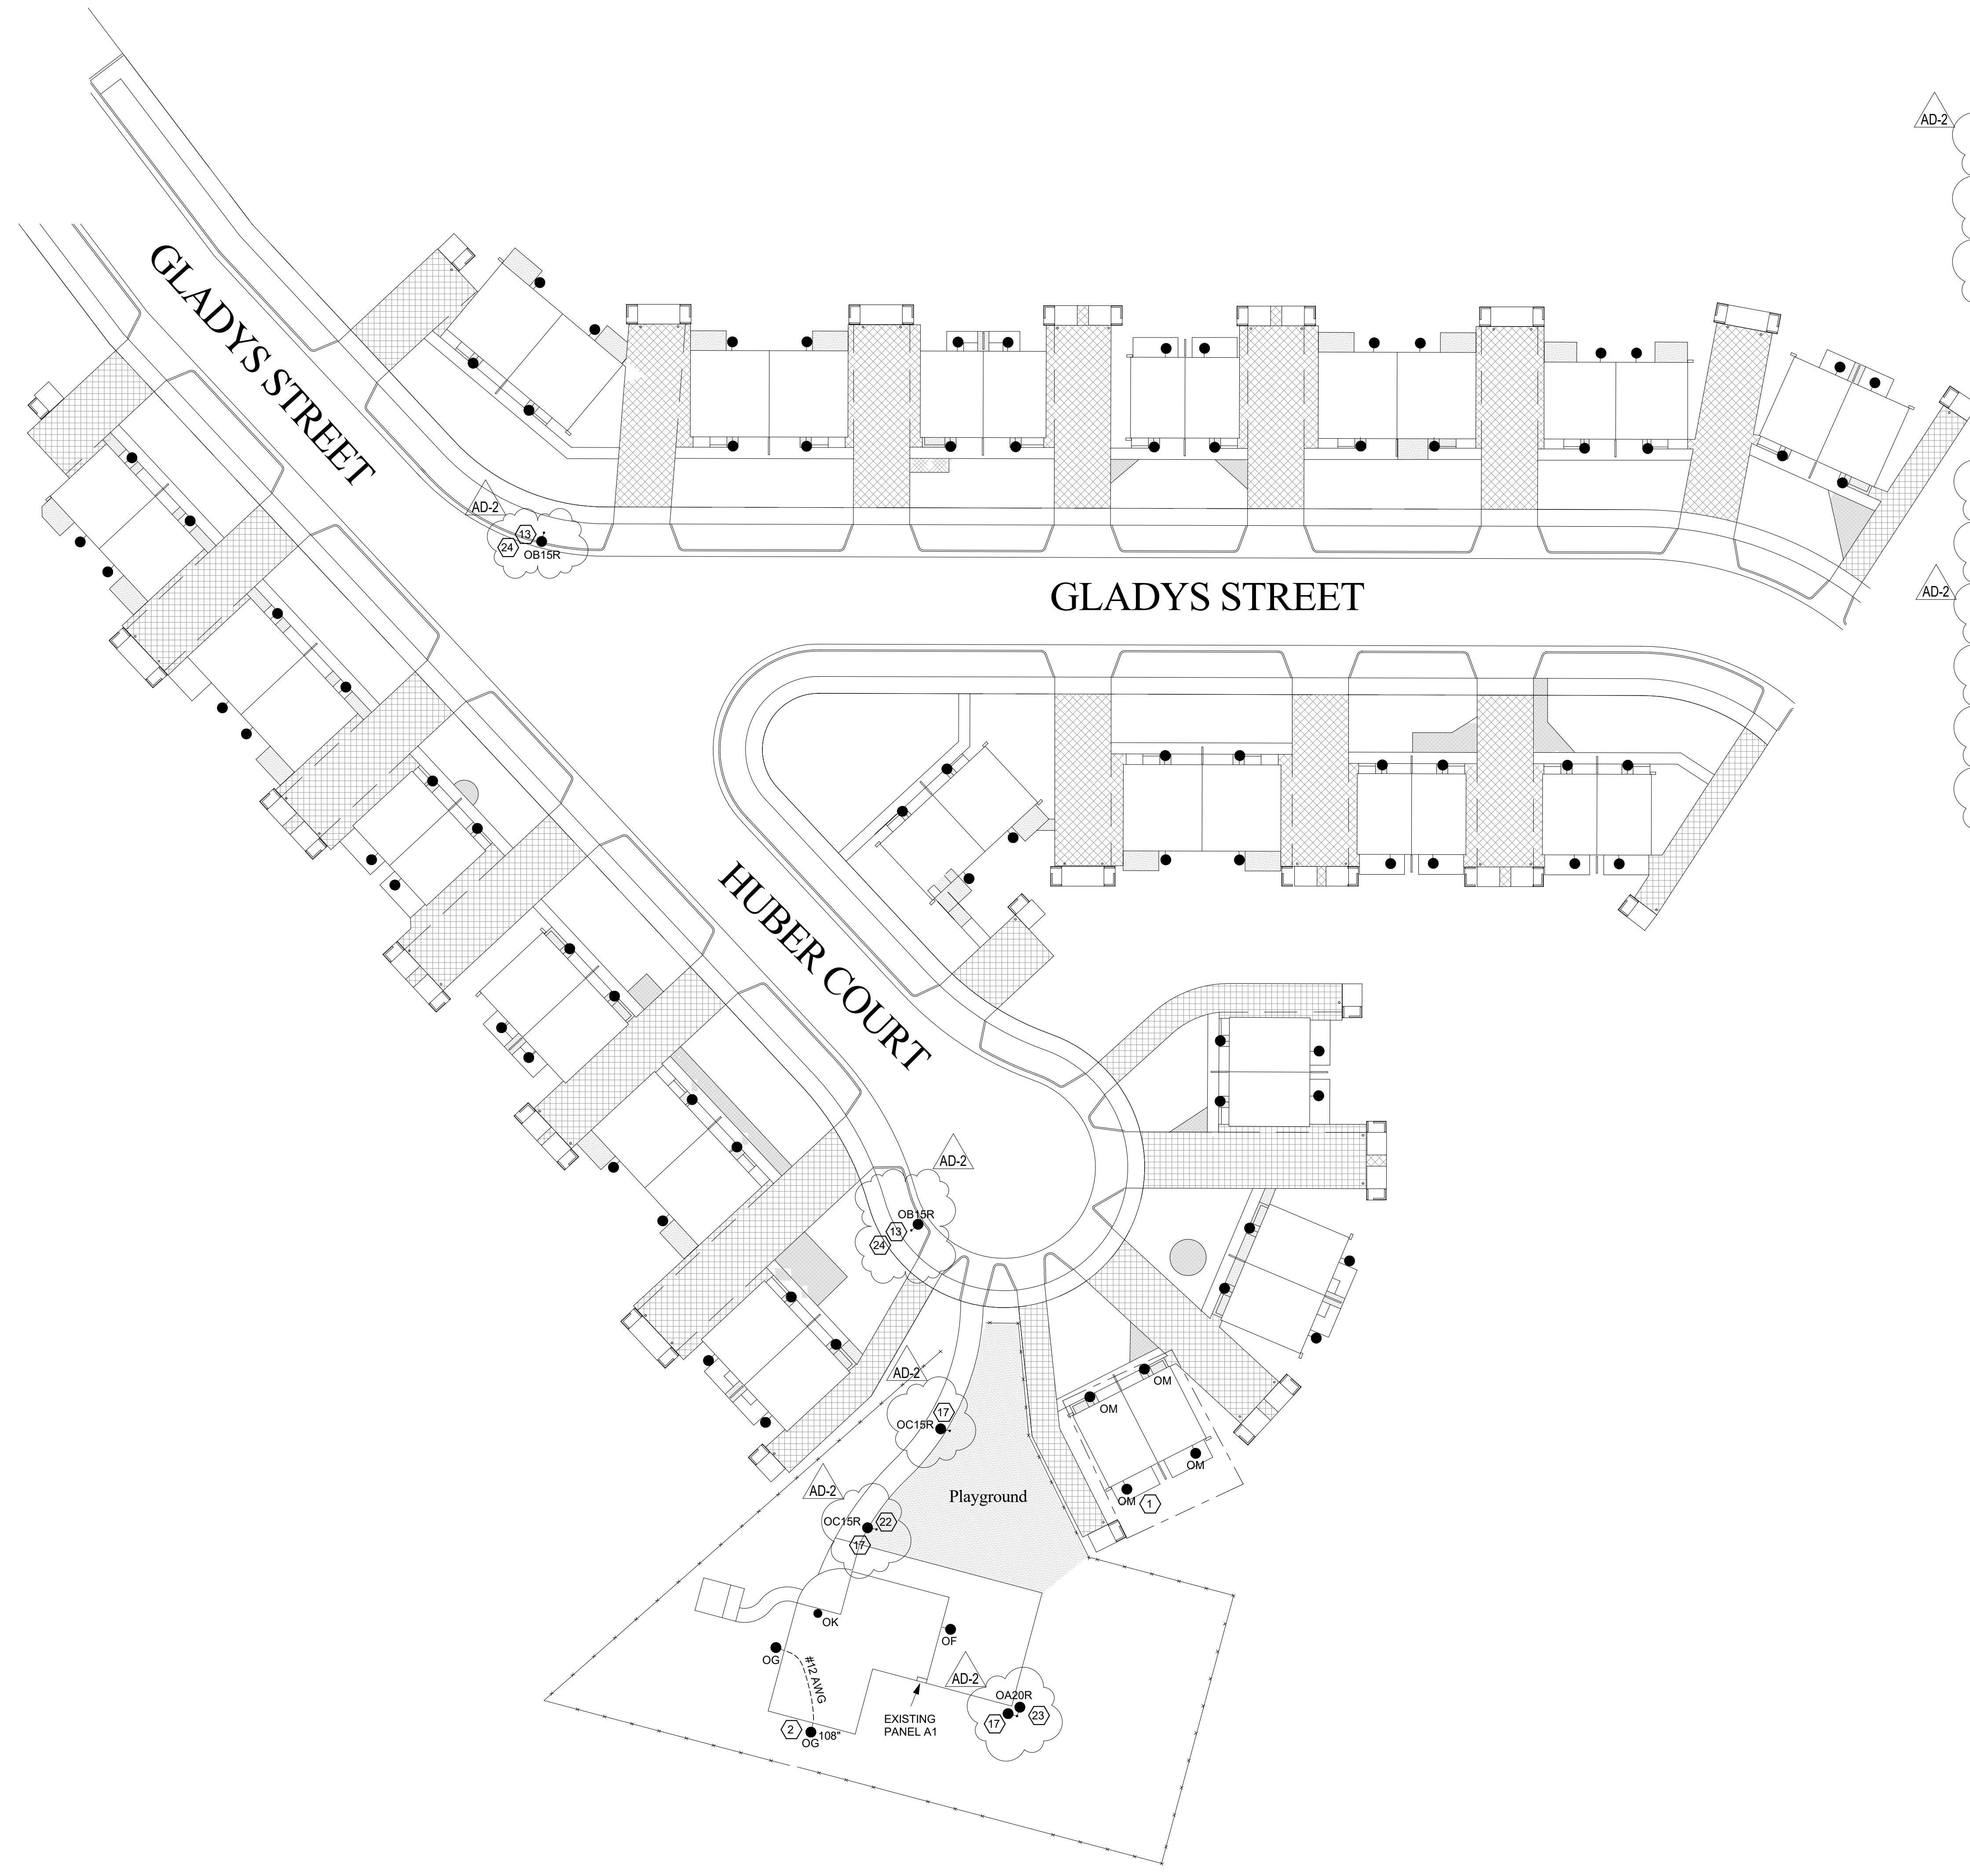 AD-2
GLADYS STREET
AD-2
13
24
OB15R
GLADYS STREET
AD-2
HUBER COURT
AD-2
OB15R
13
24
AD-2
17
OC15R
OM
OM
OM
OM
1
AD-2
Playground
OC15R
22
17
OK
OF
OG
#12 AWG
AD-2
OA20R
EXISTING
PANEL A1
17
23
2
108"
OG